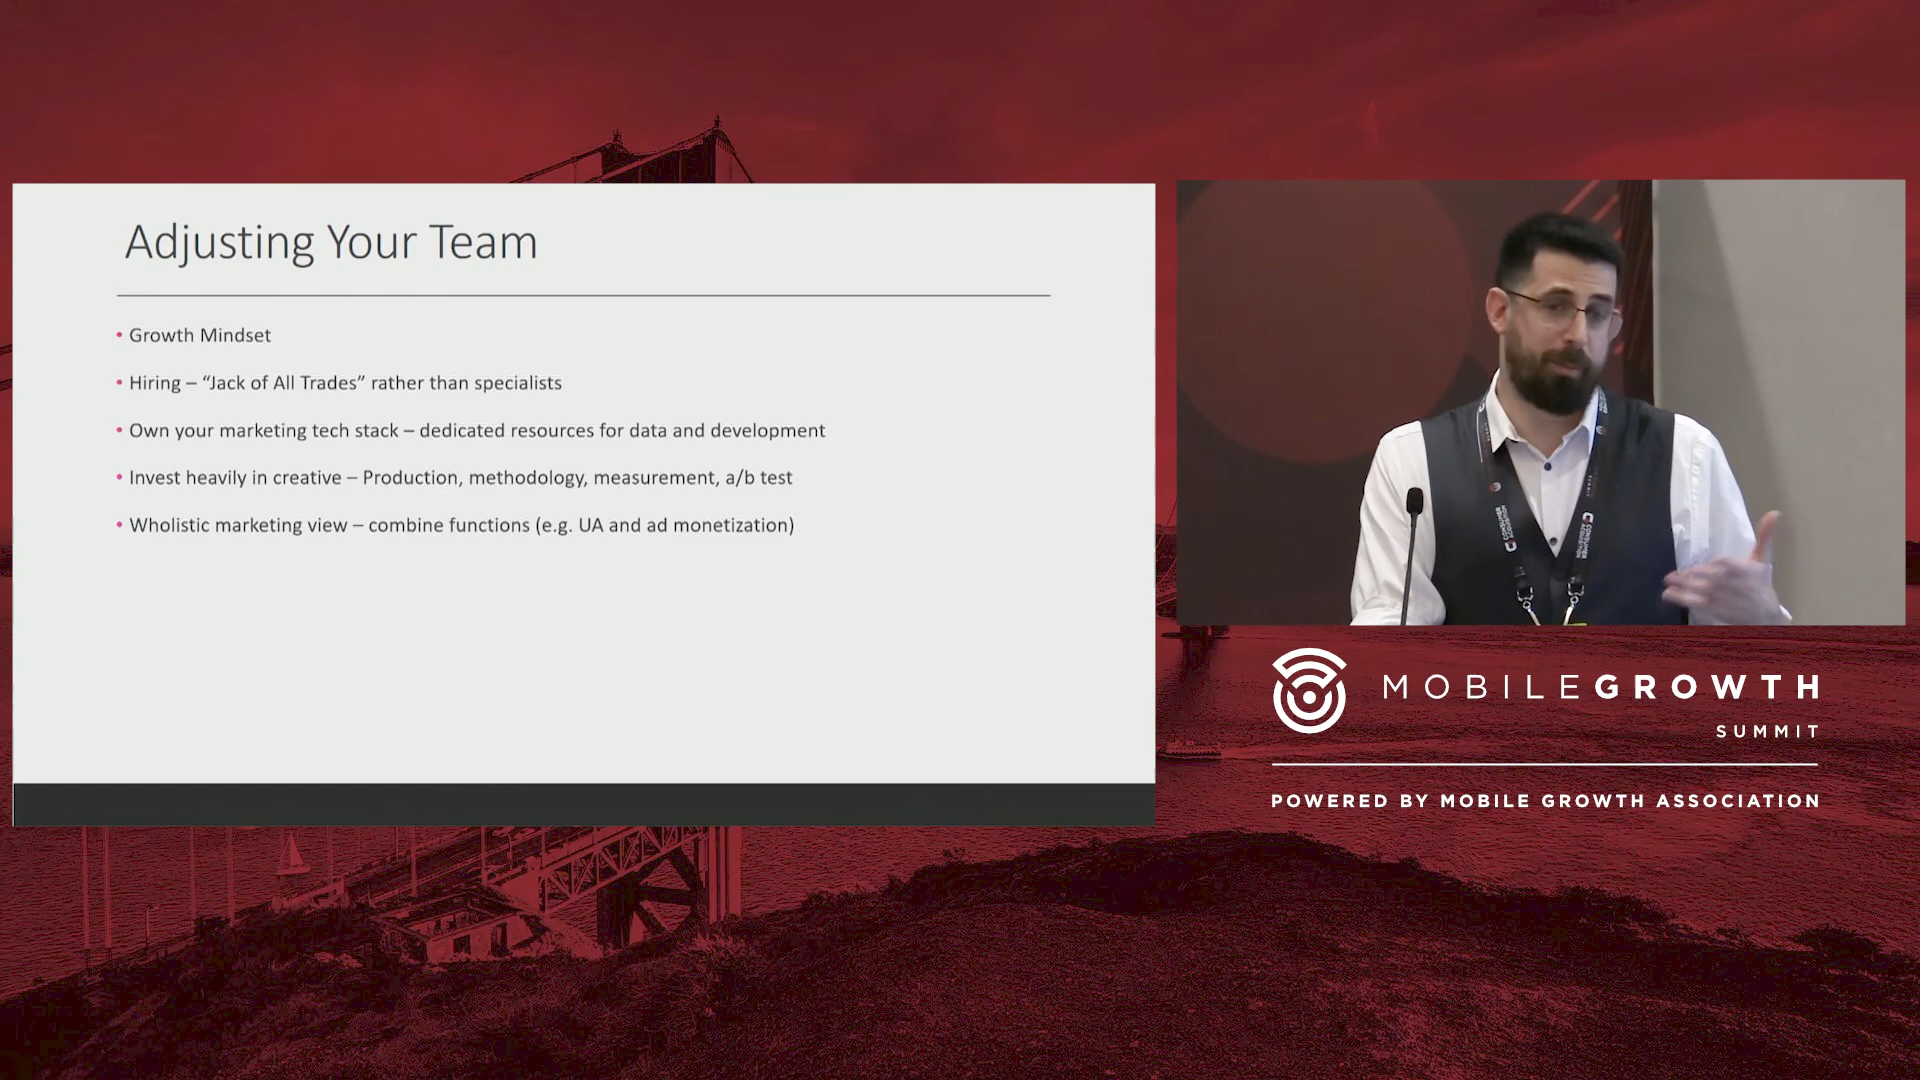 Adjusting Your Team
• Growth Mindset
• Hiring – “Jack of All Trades” rather than specialists
• Own your marketing tech stack – dedicated resources for data and development
• Invest heavily in creative – Production, methodology, measurement, a/b test
• Wholistic marketing view – combine functions (e.g. UA and ad monetization)
CONSUMER
ACQUISITION
MOBILEGROWTH
SUMMIT
POWERED BY MOBILE GROWTH ASSOCIATION